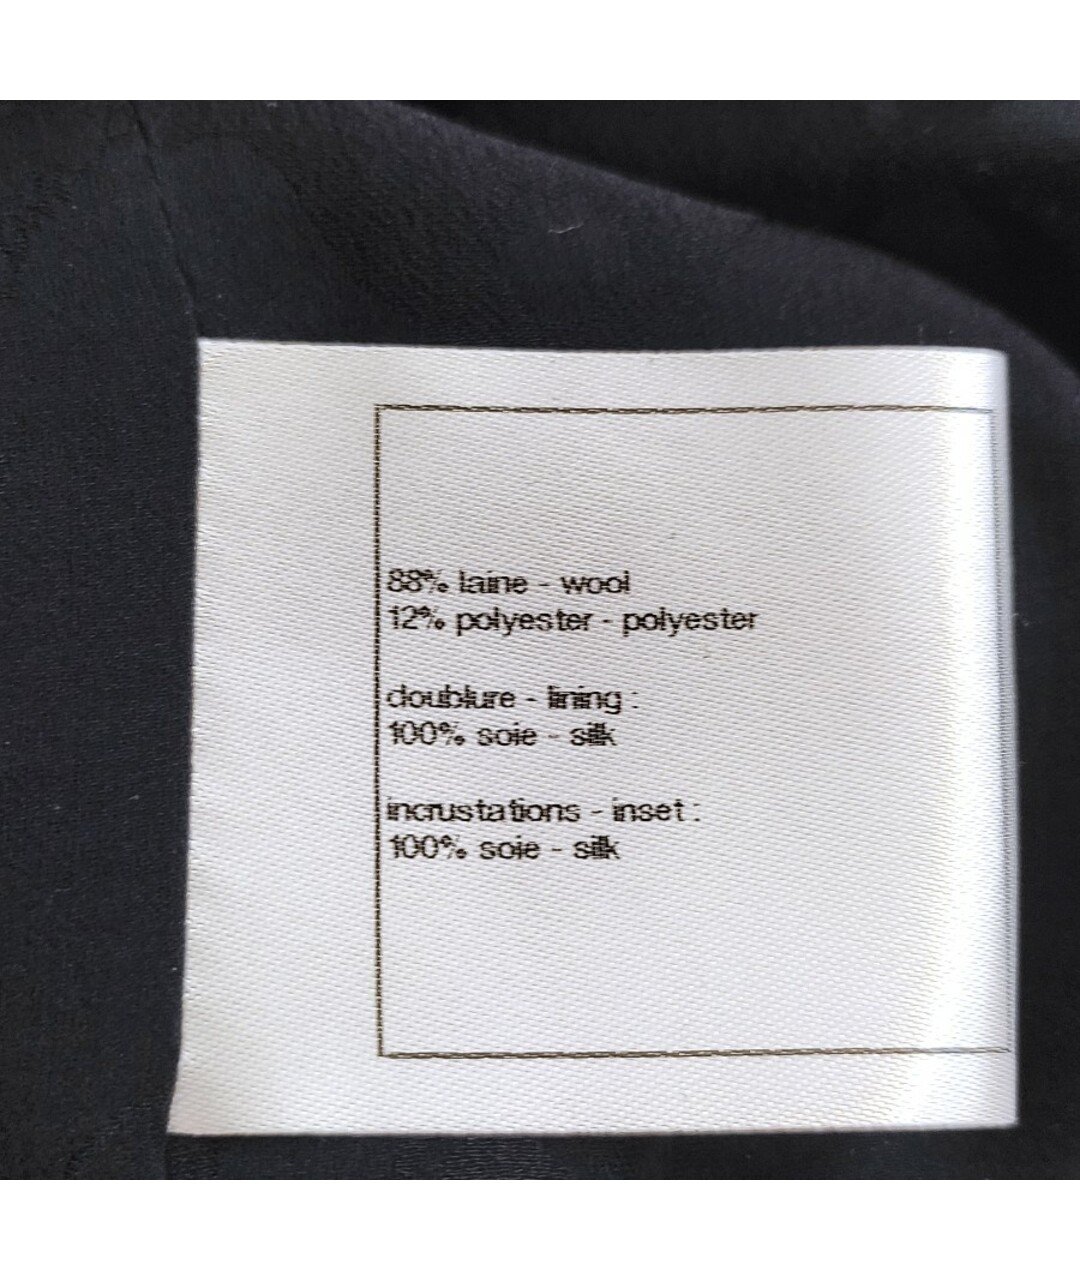 88% laine - wool
12% polyester - polyester
doublure - lining :
100% soie - silk
incrustations - inset :
100% soie - silk